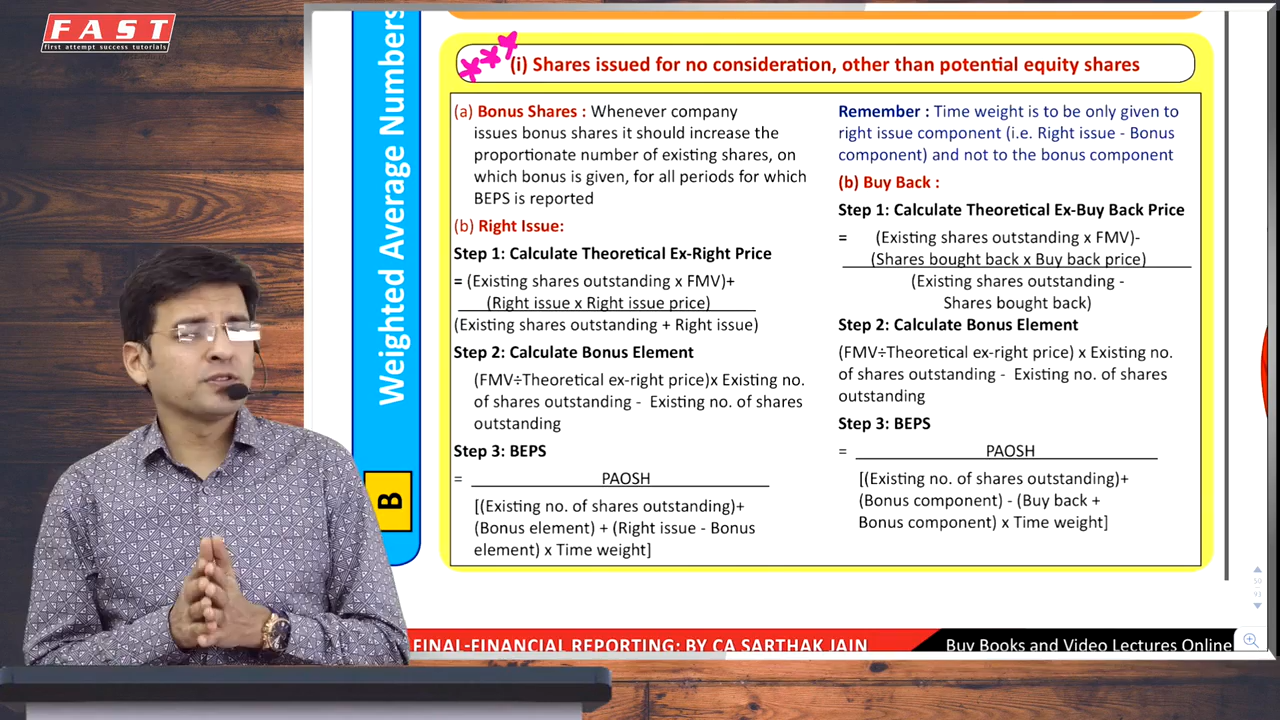 FAST
first attempt success tutorials
Weighted Average Numbers
B
(i) Shares issued for no consideration, other than potential equity shares
(a) Bonus Shares : Whenever company
issues bonus shares it should increase the
proportionate number of existing shares, on
which bonus is given, for all periods for which
BEPS is reported
(b) Right Issue:
Step 1: Calculate Theoretical Ex-Right Price
= (Existing shares outstanding x FMV)+
(Right issue x Right issue price)
(Existing shares outstanding + Right issue)
Step 2: Calculate Bonus Element
(FMV÷Theoretical ex-right price)x Existing no.
of shares outstanding - Existing no. of shares
outstanding
Step 3: BEPS
= PAOSH
[(Existing no. of shares outstanding)+
(Bonus element) + (Right issue - Bonus
element) x Time weight]
Remember : Time weight is to be only given to
right issue component (i.e. Right issue - Bonus
component) and not to the bonus component
(b) Buy Back :
Step 1: Calculate Theoretical Ex-Buy Back Price
= (Existing shares outstanding x FMV)-
(Shares bought back x Buy back price)
(Existing shares outstanding -
Shares bought back)
Step 2: Calculate Bonus Element
(FMV÷Theoretical ex-right price) x Existing no.
of shares outstanding - Existing no. of shares
outstanding
Step 3: BEPS
= PAOSH
[(Existing no. of shares outstanding)+
(Bonus component) - (Buy back +
Bonus component) x Time weight]
FINAL-FINANCIAL REPORTING: BY CA SARTHAK JAIN
Buy Books and Video Lectures Online